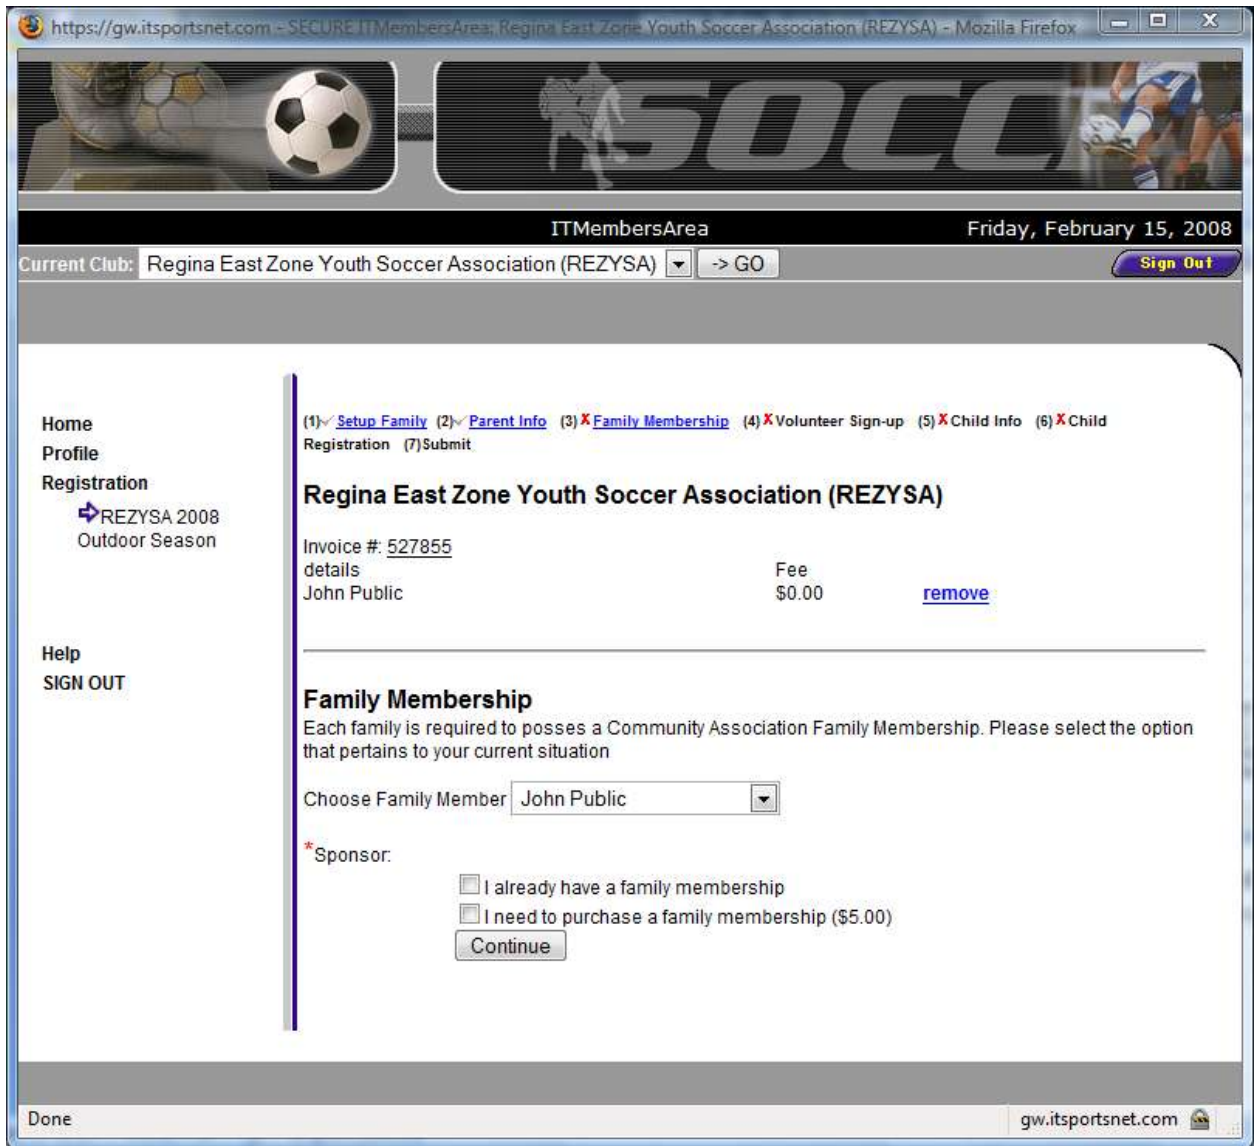 https://gw.itsportsnet.com - SECURE ITMembersArea: Regina East Zone Youth Soccer Association (REZYSA) - Mozilla Firefox
SOCC
ITMembersArea Friday, February 15, 2008
Current Club: Regina East Zone Youth Soccer Association (REZYSA) -> GO Sign Out
(1) Setup Family (2) Parent Info (3) X Family Membership (4) X Volunteer Sign-up (5) X Child Info (6) X Child
Registration (7)Submit
Home
Profile
Registration
REZYSA 2008
Outdoor Season
Help
SIGN OUT
Regina East Zone Youth Soccer Association (REZYSA)
Invoice #: 527855
details Fee
John Public $0.00 remove
Family Membership
Each family is required to posses a Community Association Family Membership. Please select the option
that pertains to your current situation
Choose Family Member John Public
*Sponsor:
I already have a family membership
I need to purchase a family membership ($5.00)
Continue
Done gw.itsportsnet.com